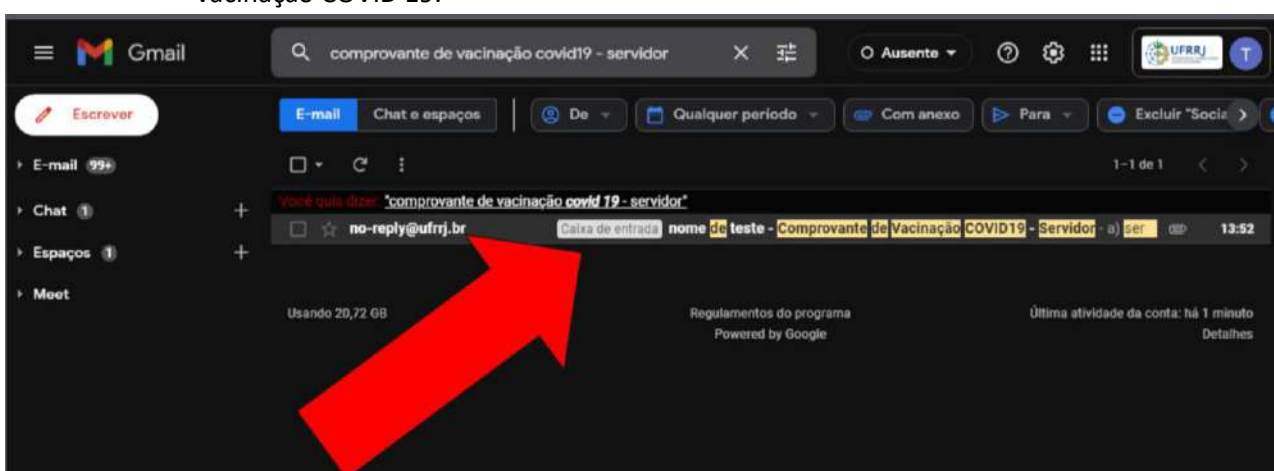 vacinação COVID 19.
Gmail
comprovante de vacinação covid19 - servidor
Ausente
UFRRJ
T
Escrever
E-mail
Chat e espaços
De
Qualquer período
Com anexo
Para
Excluir "Socia
E-mail 99+
1-1 de 1
Chat 1
Você quis dizer: "comprovante de vacinação covid 19 - servidor"
no-reply@ufrrj.br Caixa de entrada nome de teste - Comprovante de Vacinação COVID19 - Servidor - a) ser 13:52
Espaços 1
Meet
Usando 20,72 GB
Regulamentos do programa
Powered by Google
Última atividade da conta: há 1 minuto
Detalhes